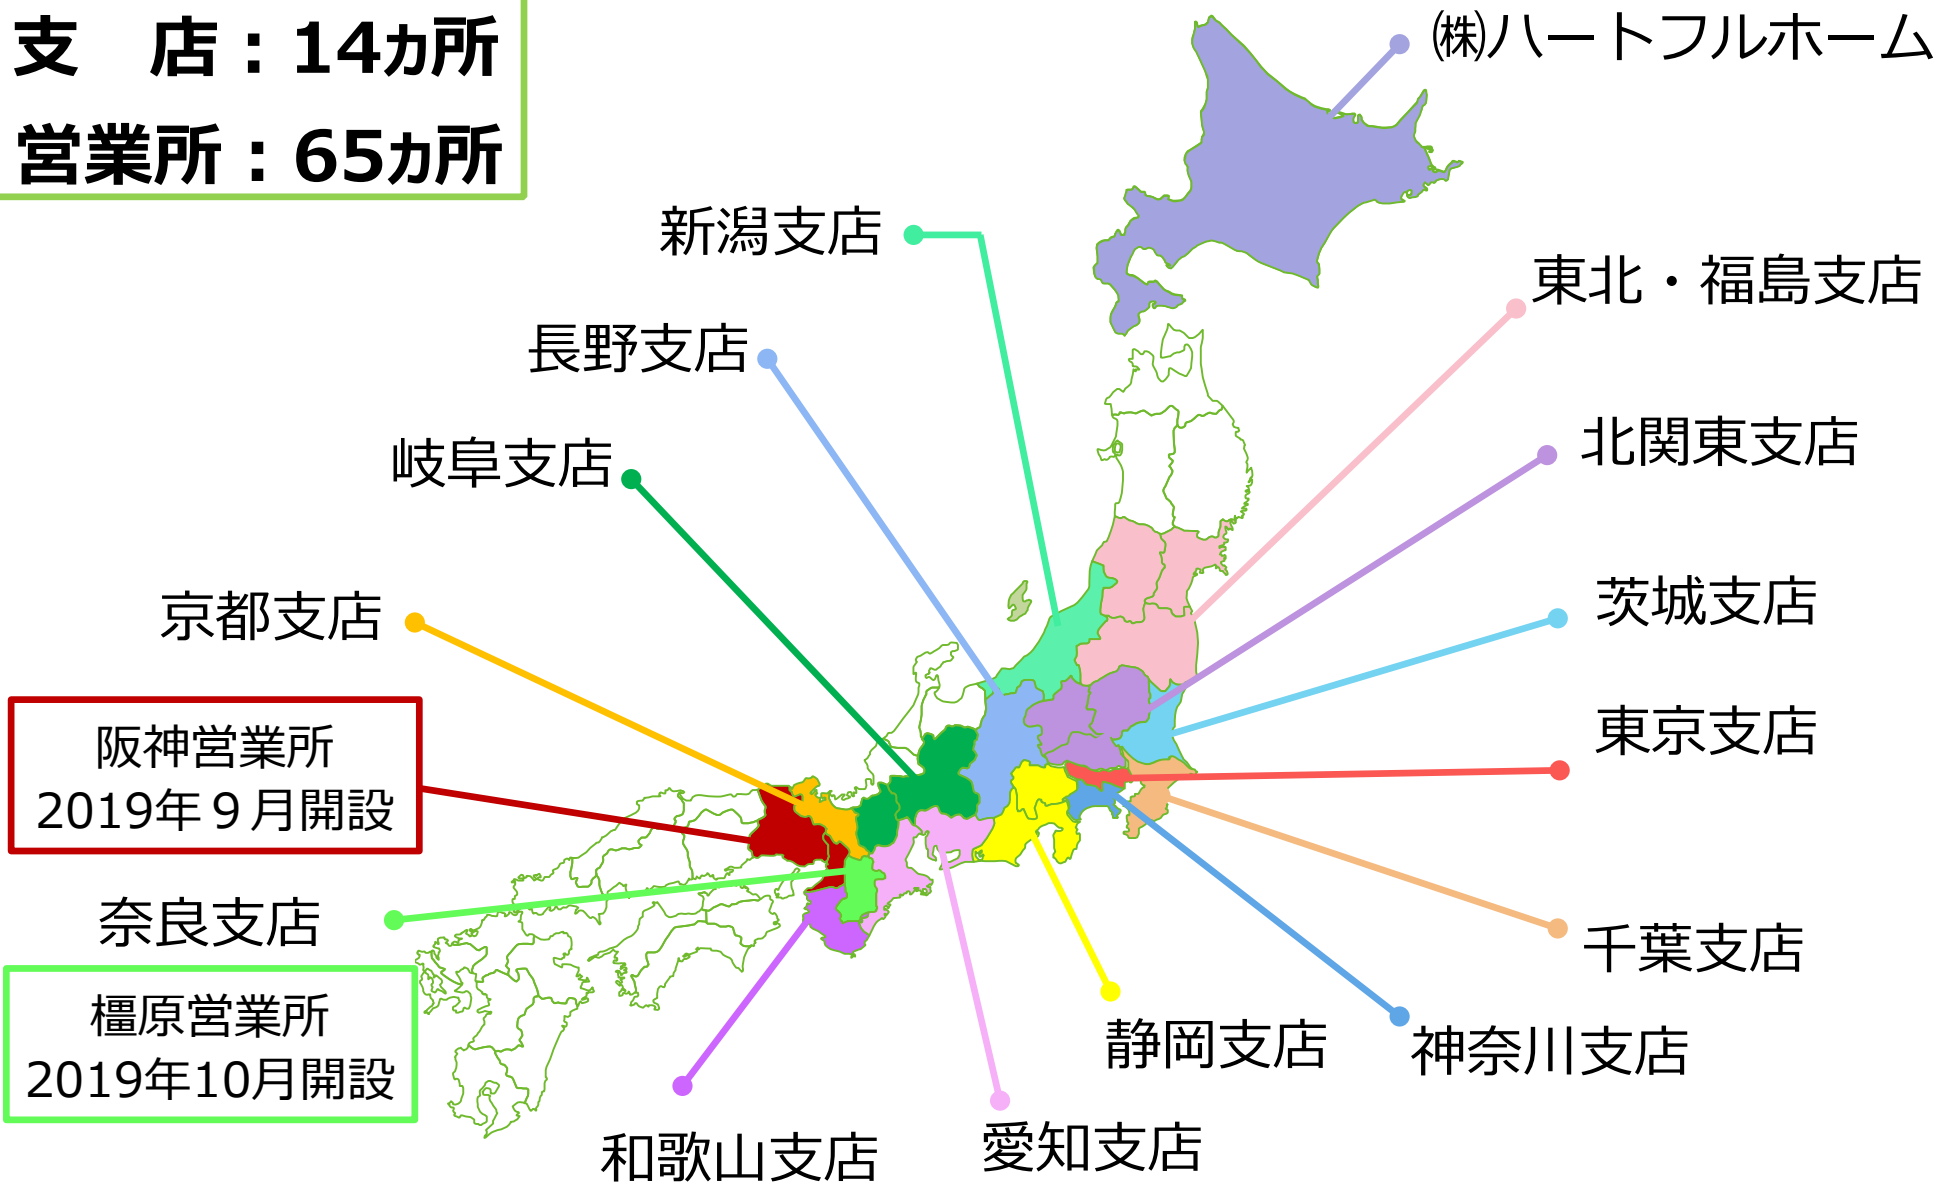 支　店：14ヵ所
営業所：65ヵ所
㈱ハートフルホーム
新潟支店
東北・福島支店
長野支店
北関東支店
岐阜支店
茨城支店
京都支店
東京支店
阪神営業所
2019年９月開設
奈良支店
千葉支店
橿原営業所
2019年10月開設
静岡支店
神奈川支店
愛知支店
和歌山支店